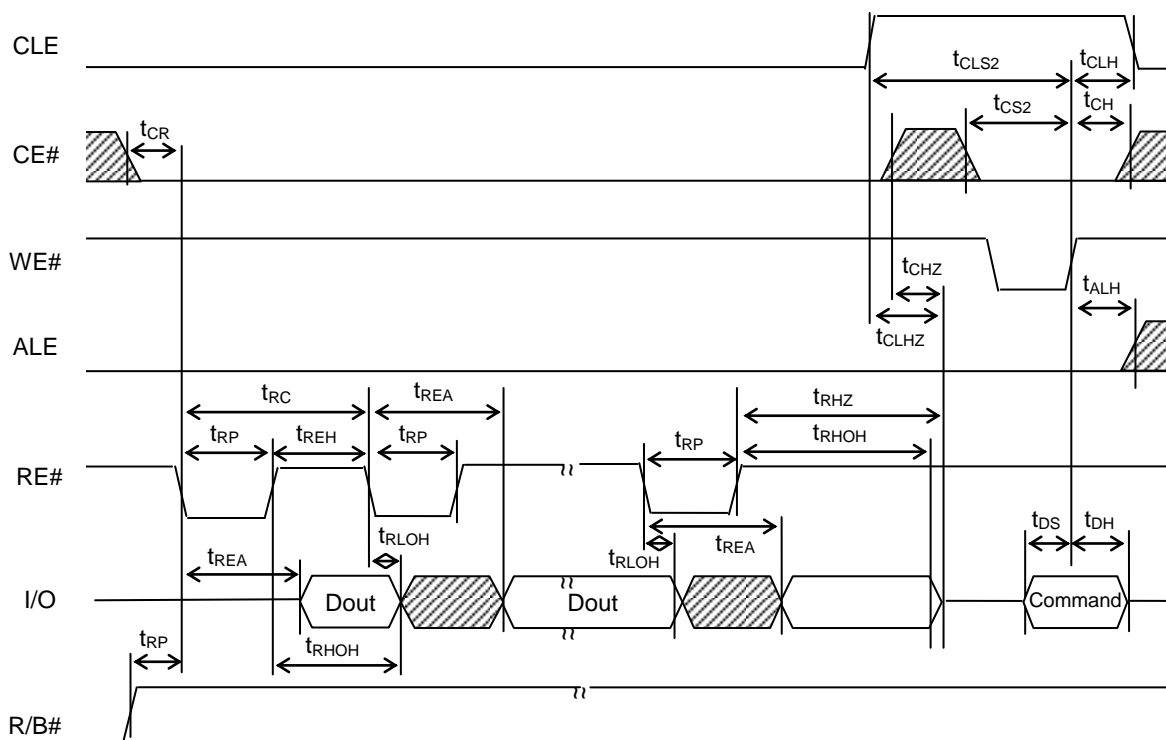 CLE
tCLS2
tCLH
tCS2
tCH
tCR
CE#
WE#
tCHZ
tALH
tCLHZ
ALE
tRC
tREA
tRHZ
tRP
tREH
tRP
tRP
tRHOH
RE#
tRLOH
tREA
tRLOH
tREA
tDS
tDH
I/O
Dout
Dout
Command
tRP
tRHOH
R/B#